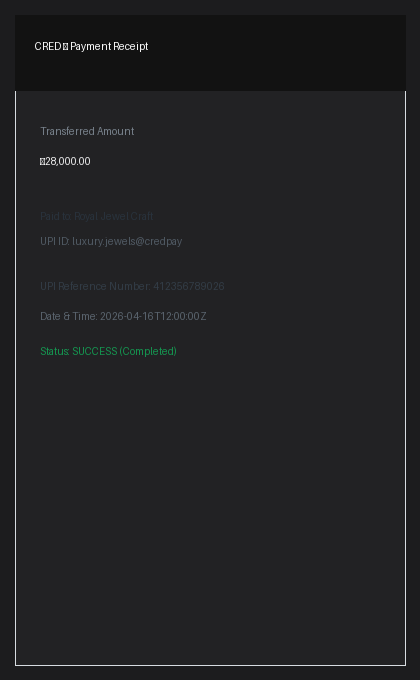 CRED▯Payment Receipt
Transferred Amount
▯28,000.00
Paid to: Royal Jewel Craft
UPI ID: luxury.jewels@credpay
UPI Reference Number: 412356789026
Date & Time: 2026-04-16T12:00:00Z
Status: SUCCESS (Completed)